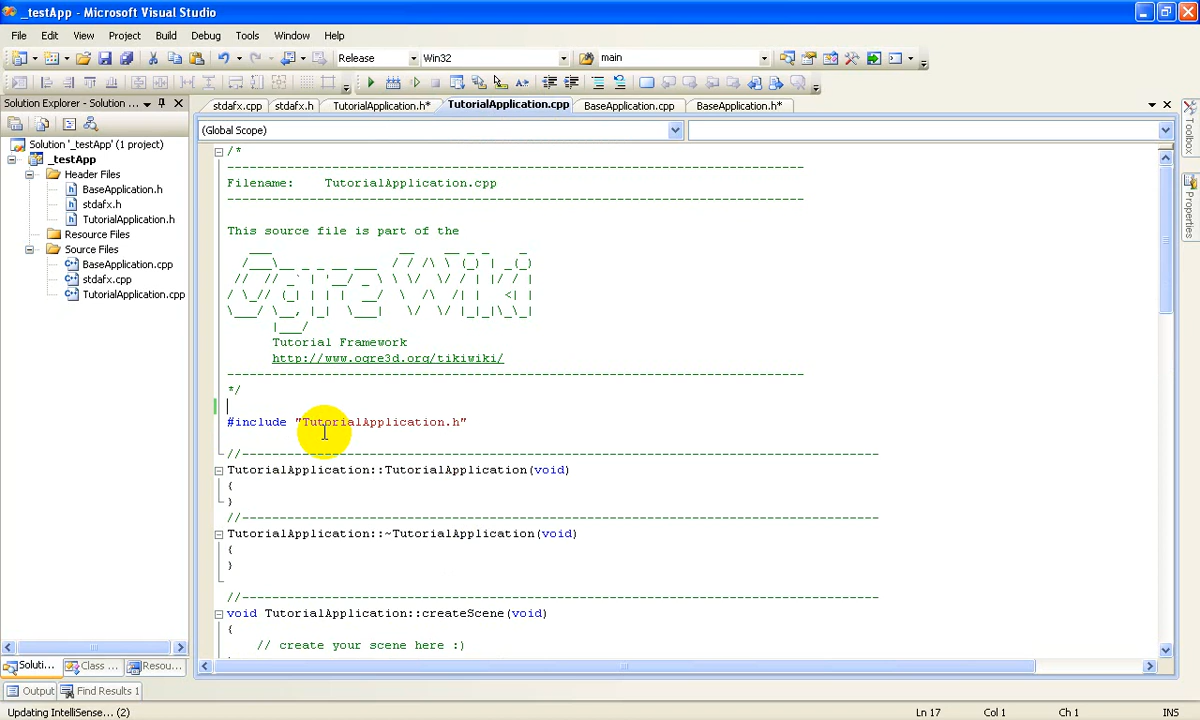 _testApp - Microsoft Visual Studio
File Edit View Project Build Debug Tools Window Help
Release Win32 main
Solution Explorer - Solution ...
stdafx.cpp stdafx.h TutorialApplication.h* TutorialApplication.cpp BaseApplication.cpp BaseApplication.h*
(Global Scope)
Solution '_testApp' (1 project)
_testApp
Header Files
BaseApplication.h
stdafx.h
TutorialApplication.h
Resource Files
Source Files
BaseApplication.cpp
stdafx.cpp
TutorialApplication.cpp
/*
-----------------------------------------------------------------------------
Filename:    TutorialApplication.cpp
-----------------------------------------------------------------------------
This source file is part of the
OgreWiki
Tutorial Framework
http://www.ogre3d.org/tikiwiki/
-----------------------------------------------------------------------------
*/
#include "TutorialApplication.h"
//-------------------------------------------------------------------------------------
TutorialApplication::TutorialApplication(void)
{
}
//-------------------------------------------------------------------------------------
TutorialApplication::~TutorialApplication(void)
{
}
//-------------------------------------------------------------------------------------
void TutorialApplication::createScene(void)
{
// create your scene here :)
Toolbox
Properties
Soluti... Class ... Resou...
Output Find Results 1
Updating IntelliSense... (2) Ln 17 Col 1 Ch 1 INS